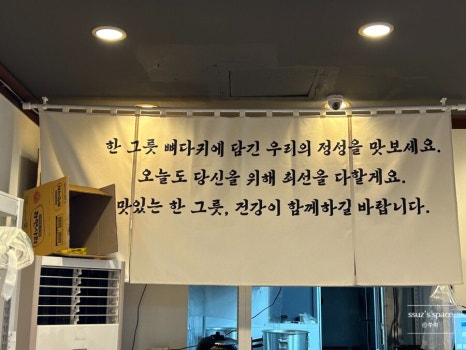 한 그릇 뼈다귀에 담긴 우리의 정성을 맛보세요.
오늘도 당신을 위해 최선을 다할게요.
맛있는 한 그릇, 건강이 함께하길 바랍니다.
ssuz's space